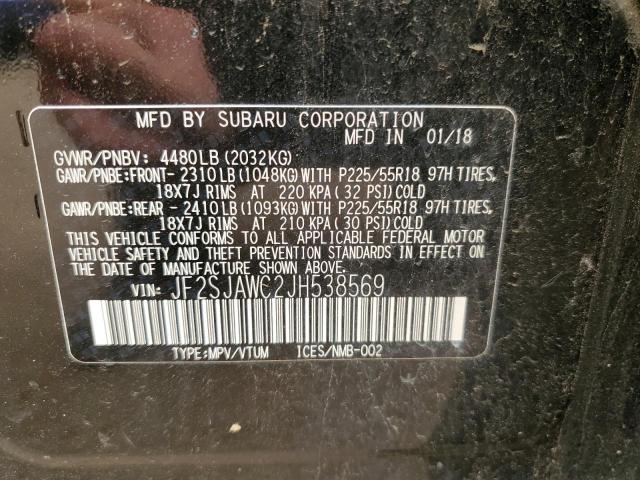 MFD BY SUBARU CORPORATION
MFD IN 01/18
GVWR/PNBV: 4480LB (2032KG)
GAWR/PNBE:FRONT- 2310LB (1048KG) WITH P225/55R18 97H TIRES,
18X7J RIMS AT 220 KPA (32 PSI) COLD
GAWR/PNBE:REAR - 2410LB (1093KG) WITH P225/55R18 97H TIRES,
18X7J RIMS AT 210 KPA (30 PSI) COLD
THIS VEHICLE CONFORMS TO ALL APPLICABLE FEDERAL MOTOR
VEHICLE SAFETY AND THEFT PREVENTION STANDARDS IN EFFECT
ON THE DATE OF MANUFACTURE SHOWN ABOVE.
VIN: JF2SJAWC2JH538569
TYPE:MPV/VTUM ICES/NMB-002